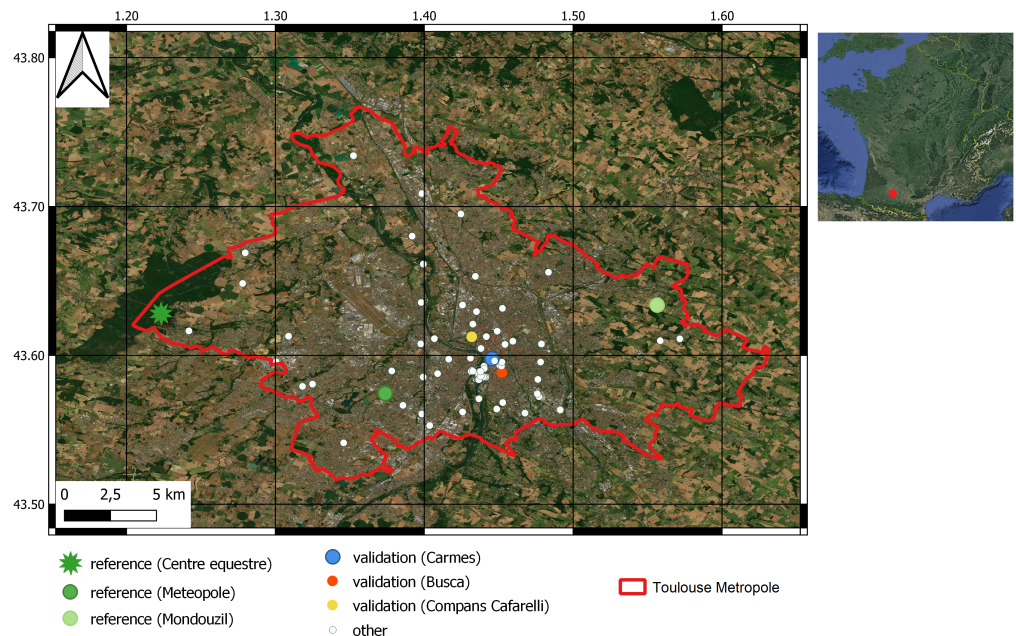 1.20 1.30 1.40 1.50 1.60
43.80
43.70
43.60
43.50
0 2,5 5 km
reference (Centre equestre)
reference (Meteopole)
reference (Mondouzil)
validation (Carmes)
validation (Busca)
validation (Compans Cafarelli)
other
Toulouse Metropole